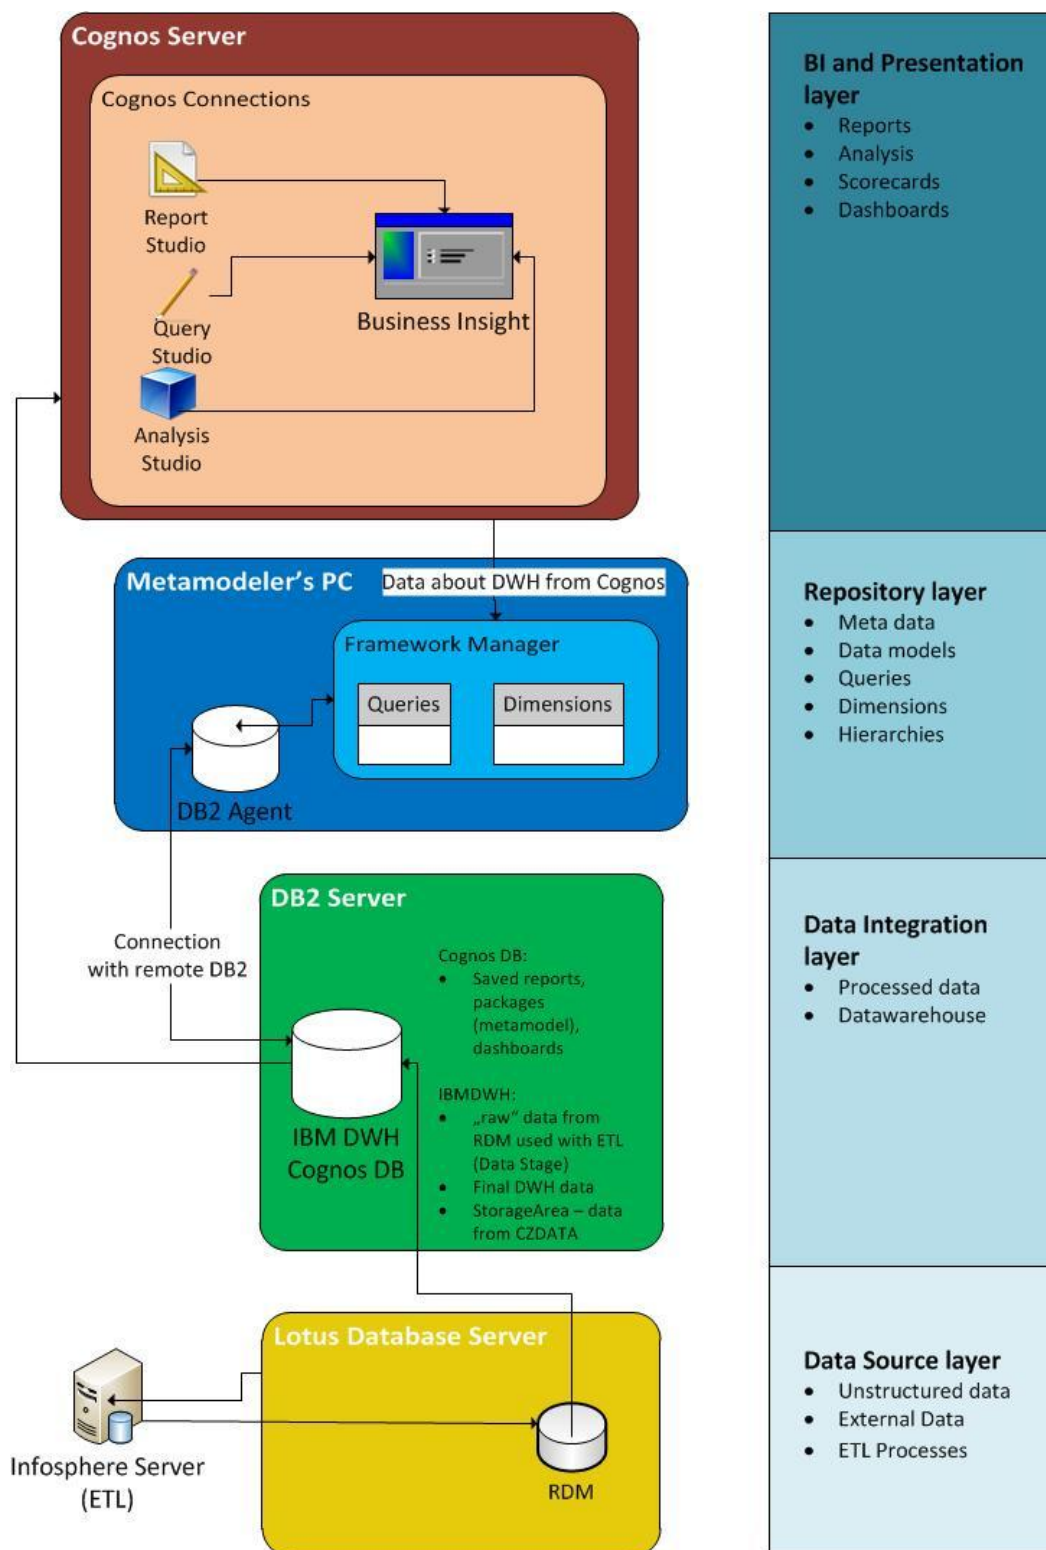 Cognos Server
Cognos Connections
Report
Studio
Query
Studio
Analysis
Studio
Business Insight
Metamodeler's PC
Data about DWH from Cognos
Framework Manager
Queries
Dimensions
DB2 Agent
Connection
with remote DB2
DB2 Server
Cognos DB:
• Saved reports,
packages
(metamodel),
dashboards
IBMDWH:
• „raw“ data from
RDM used with ETL
(Data Stage)
• Final DWH data
• StorageArea – data
from CZDATA
IBM DWH
Cognos DB
Lotus Database Server
Infosphere Server
(ETL)
RDM
BI and Presentation
layer
• Reports
• Analysis
• Scorecards
• Dashboards
Repository layer
• Meta data
• Data models
• Queries
• Dimensions
• Hierarchies
Data Integration
layer
• Processed data
• Datawarehouse
Data Source layer
• Unstructured data
• External Data
• ETL Processes